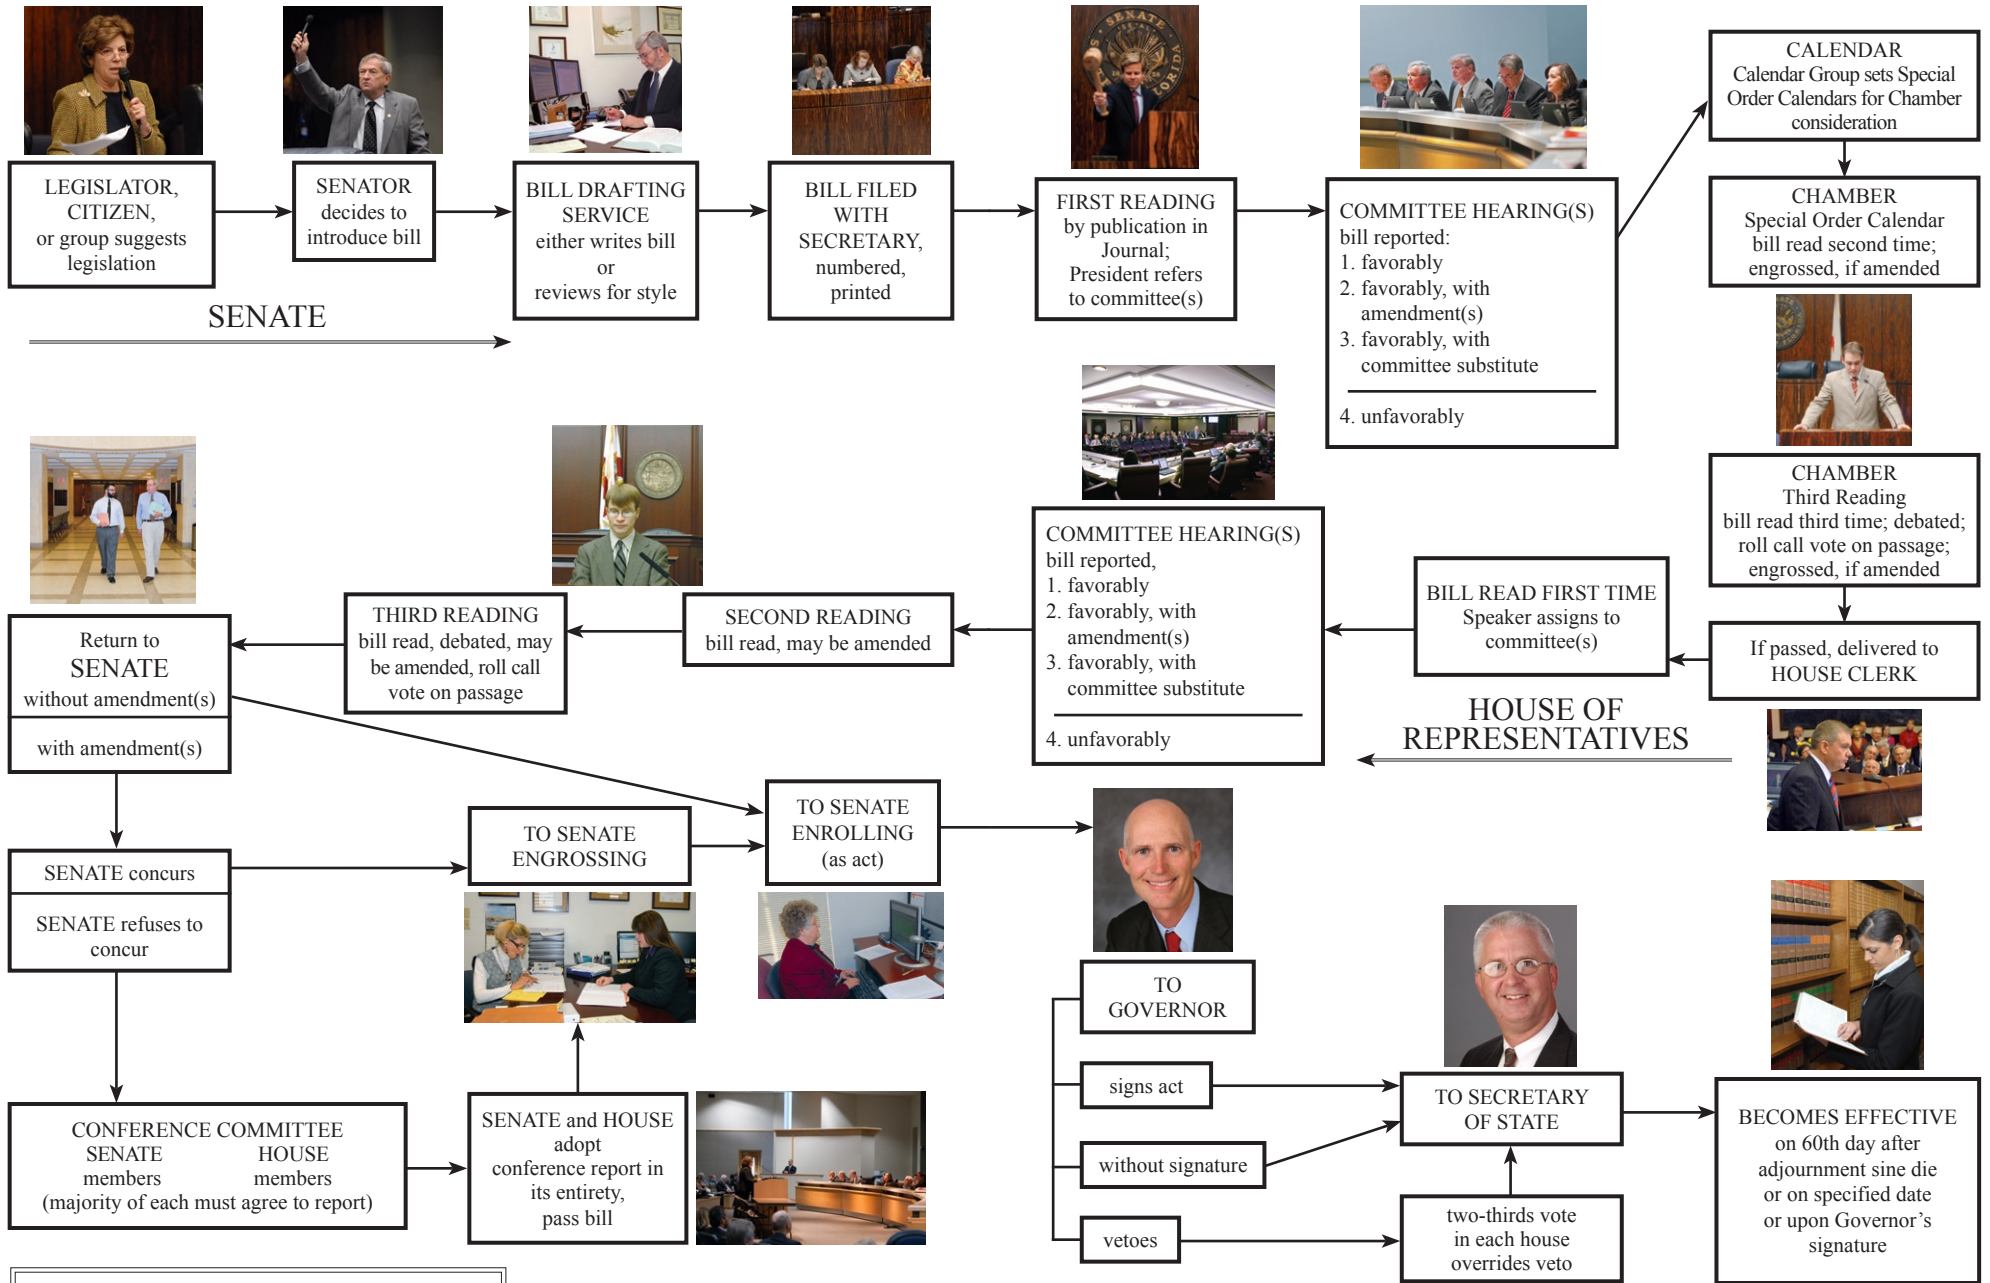 LEGISLATOR,
CITIZEN,
or group suggests
legislation
SENATOR
decides to
introduce bill
BILL DRAFTING
SERVICE
either writes bill
or
reviews for style
BILL FILED
WITH
SECRETARY,
numbered,
printed
SENATE
FIRST READING
by publication in
Journal;
President refers
to committee(s)
COMMITTEE HEARING(S)
bill reported:
1. favorably
2. favorably, with
amendment(s)
3. favorably, with
committee substitute
4. unfavorably
CALENDAR
Calendar Group sets Special
Order Calendars for Chamber
consideration
CHAMBER
Special Order Calendar
bill read second time;
engrossed, if amended
SENATE
CHAMBER
Third Reading
bill read third time; debated;
roll call vote on passage;
engrossed, if amended
If passed, delivered to
HOUSE CLERK
HOUSE OF
REPRESENTATIVES
BILL READ FIRST TIME
Speaker assigns to
committee(s)
COMMITTEE HEARING(S)
bill reported,
1. favorably
2. favorably, with
amendment(s)
3. favorably, with
committee substitute
4. unfavorably
SECOND READING
bill read, may be amended
THIRD READING
bill read, debated, may
be amended, roll call
vote on passage
Return to
SENATE
without amendment(s)
with amendment(s)
SENATE concurs
SENATE refuses to
concur
TO SENATE
ENGROSSING
TO SENATE
ENROLLING
(as act)
CONFERENCE COMMITTEE
SENATE HOUSE
members members
(majority of each must agree to report)
SENATE and HOUSE
adopt
conference report in
its entirety,
pass bill
TO
GOVERNOR
signs act
without signature
vetoes
TO SECRETARY
OF STATE
two-thirds vote
in each house
overrides veto
BECOMES EFFECTIVE
on 60th day after
adjournment sine die
or on specified date
or upon Governor’s
signature